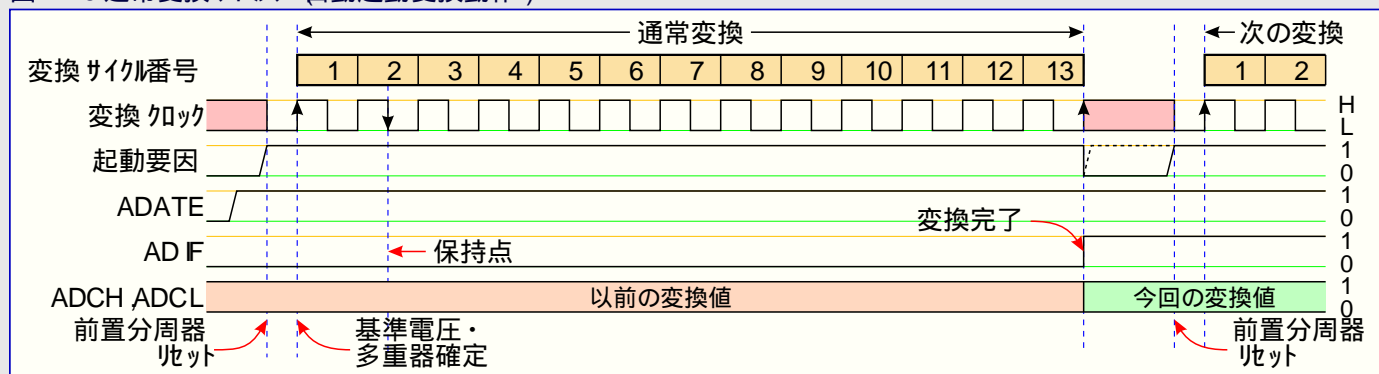 通常変換
次の変換
変換サイクル番号 1 2 3 4 5 6 7 8 9 10 11 12 13 1 2
変換クロック H
L
起動要因 1
0
ADATE 1
0
変換完了
ADIF 保持点 1
0
ADCH,ADCL 以前の変換値 今回の変換値 1
0
前置分周器
リセット
基準電圧・
多重器確定
前置分周器
リセット